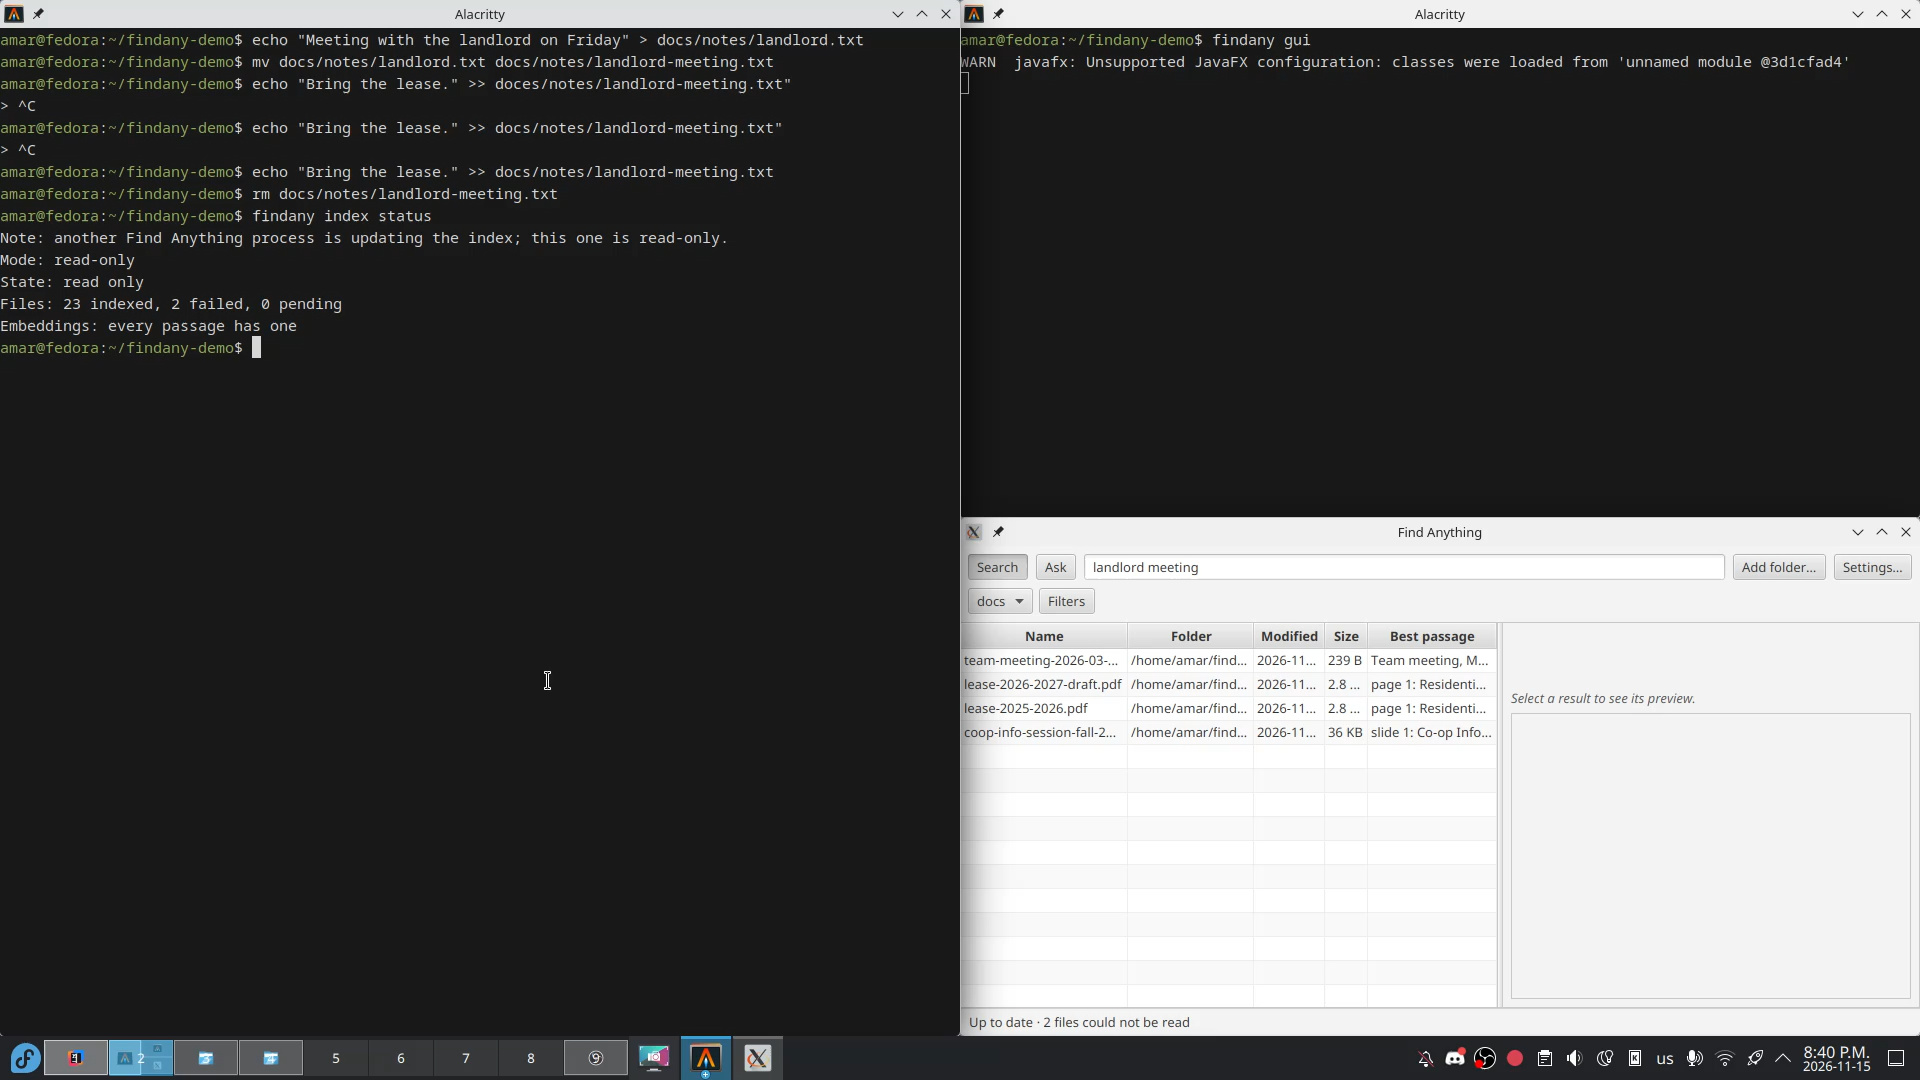 Alacritty
amar@fedora:~/findany-demo$ echo "Meeting with the landlord on Friday" > docs/notes/landlord.txt
amar@fedora:~/findany-demo$ mv docs/notes/landlord.txt docs/notes/landlord-meeting.txt
amar@fedora:~/findany-demo$ echo "Bring the lease." >> doces/notes/landlord-meeting.txt"
> ^C
amar@fedora:~/findany-demo$ echo "Bring the lease." >> docs/notes/landlord-meeting.txt"
> ^C
amar@fedora:~/findany-demo$ echo "Bring the lease." >> docs/notes/landlord-meeting.txt
amar@fedora:~/findany-demo$ rm docs/notes/landlord-meeting.txt
amar@fedora:~/findany-demo$ findany index status
Note: another Find Anything process is updating the index; this one is read-only.
Mode: read-only
State: read only
Files: 23 indexed, 2 failed, 0 pending
Embeddings: every passage has one
amar@fedora:~/findany-demo$
Alacritty
amar@fedora:~/findany-demo$ findany gui
WARN  javafx: Unsupported JavaFX configuration: classes were loaded from 'unnamed module @3d1cfad4'
Find Anything
Search Ask landlord meeting Add folder... Settings...
docs Filters
Name Folder Modified Size Best passage
team-meeting-2026-03-... /home/amar/find... 2026-11... 239 B Team meeting, M...
lease-2026-2027-draft.pdf /home/amar/find... 2026-11... 2.8 ... page 1: Residenti...
lease-2025-2026.pdf /home/amar/find... 2026-11... 2.8 ... page 1: Residenti...
coop-info-session-fall-2... /home/amar/find... 2026-11... 36 KB slide 1: Co-op Info...
Select a result to see its preview.
Up to date · 2 files could not be read
2 5 6 7 8 9 us 8:40 P.M.
2026-11-15